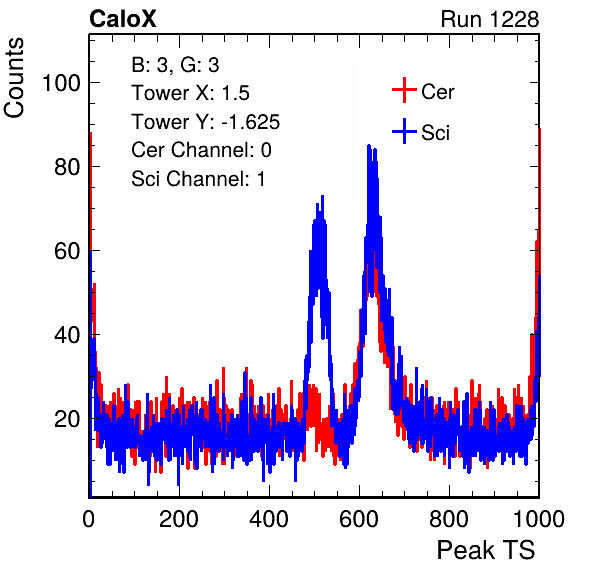 CaloX
Run 1228
Counts
B: 3, G: 3
Tower X: 1.5
Tower Y: -1.625
Cer Channel: 0
Sci Channel: 1
Cer
Sci
100
80
60
40
20
0 200 400 600 800 1000
Peak TS